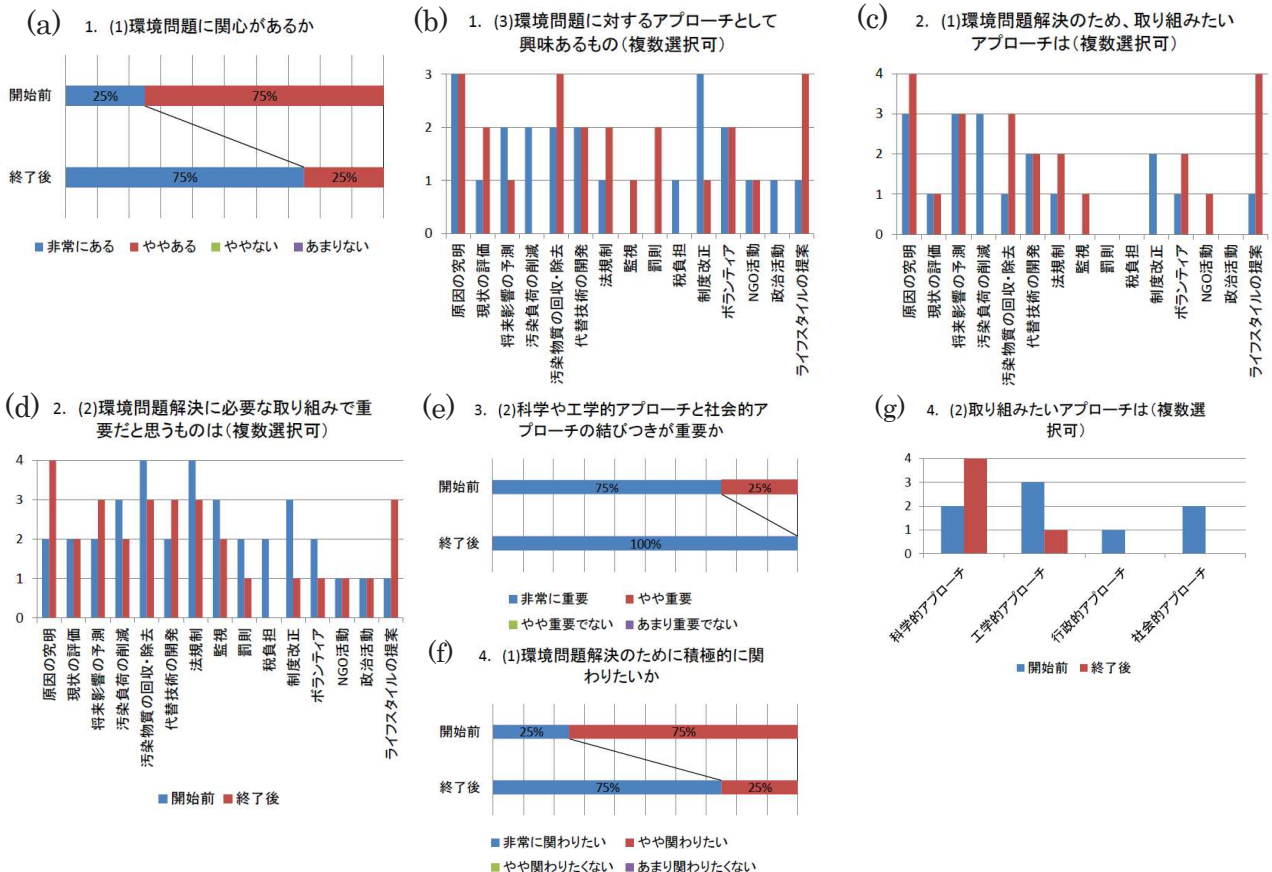 (a)
1. (1)環境問題に関心があるか
開始前
25%
75%
終了後
75%
25%
非常にある
ややある
ややない
あまりない
(b)
1. (3)環境問題に対するアプローチとして
興味あるもの(複数選択可)
3
2
1
0
原因の究明
現状の評価
将来影響の予測
汚染負荷の削減
汚染物質の回収・除去
代替技術の開発
法規制
監視
罰則
税負担
制度改正
ボランティア
NGO活動
政治活動
ライフスタイルの提案
(c)
2. (1)環境問題解決のため、取り組みたい
アプローチは(複数選択可)
4
3
2
1
0
原因の究明
現状の評価
将来影響の予測
汚染負荷の削減
汚染物質の回収・除去
代替技術の開発
法規制
監視
罰則
税負担
制度改正
ボランティア
NGO活動
政治活動
ライフスタイルの提案
(d)
2. (2)環境問題解決に必要な取り組みで重
要だと思うものは(複数選択可)
4
3
2
1
0
原因の究明
現状の評価
将来影響の予測
汚染負荷の削減
汚染物質の回収・除去
代替技術の開発
法規制
監視
罰則
税負担
制度改正
ボランティア
NGO活動
政治活動
ライフスタイルの提案
開始前
終了後
(e)
3. (2)科学や工学的アプローチと社会的ア
プローチの結びつきが重要か
開始前
75%
25%
終了後
100%
非常に重要
やや重要
やや重要でない
あまり重要でない
(f)
4. (1)環境問題解決のために積極的に関
わりたいか
開始前
25%
75%
終了後
75%
25%
非常に関わりたい
やや関わりたい
やや関わりたくない
あまり関わりたくない
(g)
4. (2)取り組みたいアプローチは(複数選
択可)
4
3
2
1
0
科学的アプローチ
工学的アプローチ
行政的アプローチ
社会的アプローチ
開始前
終了後